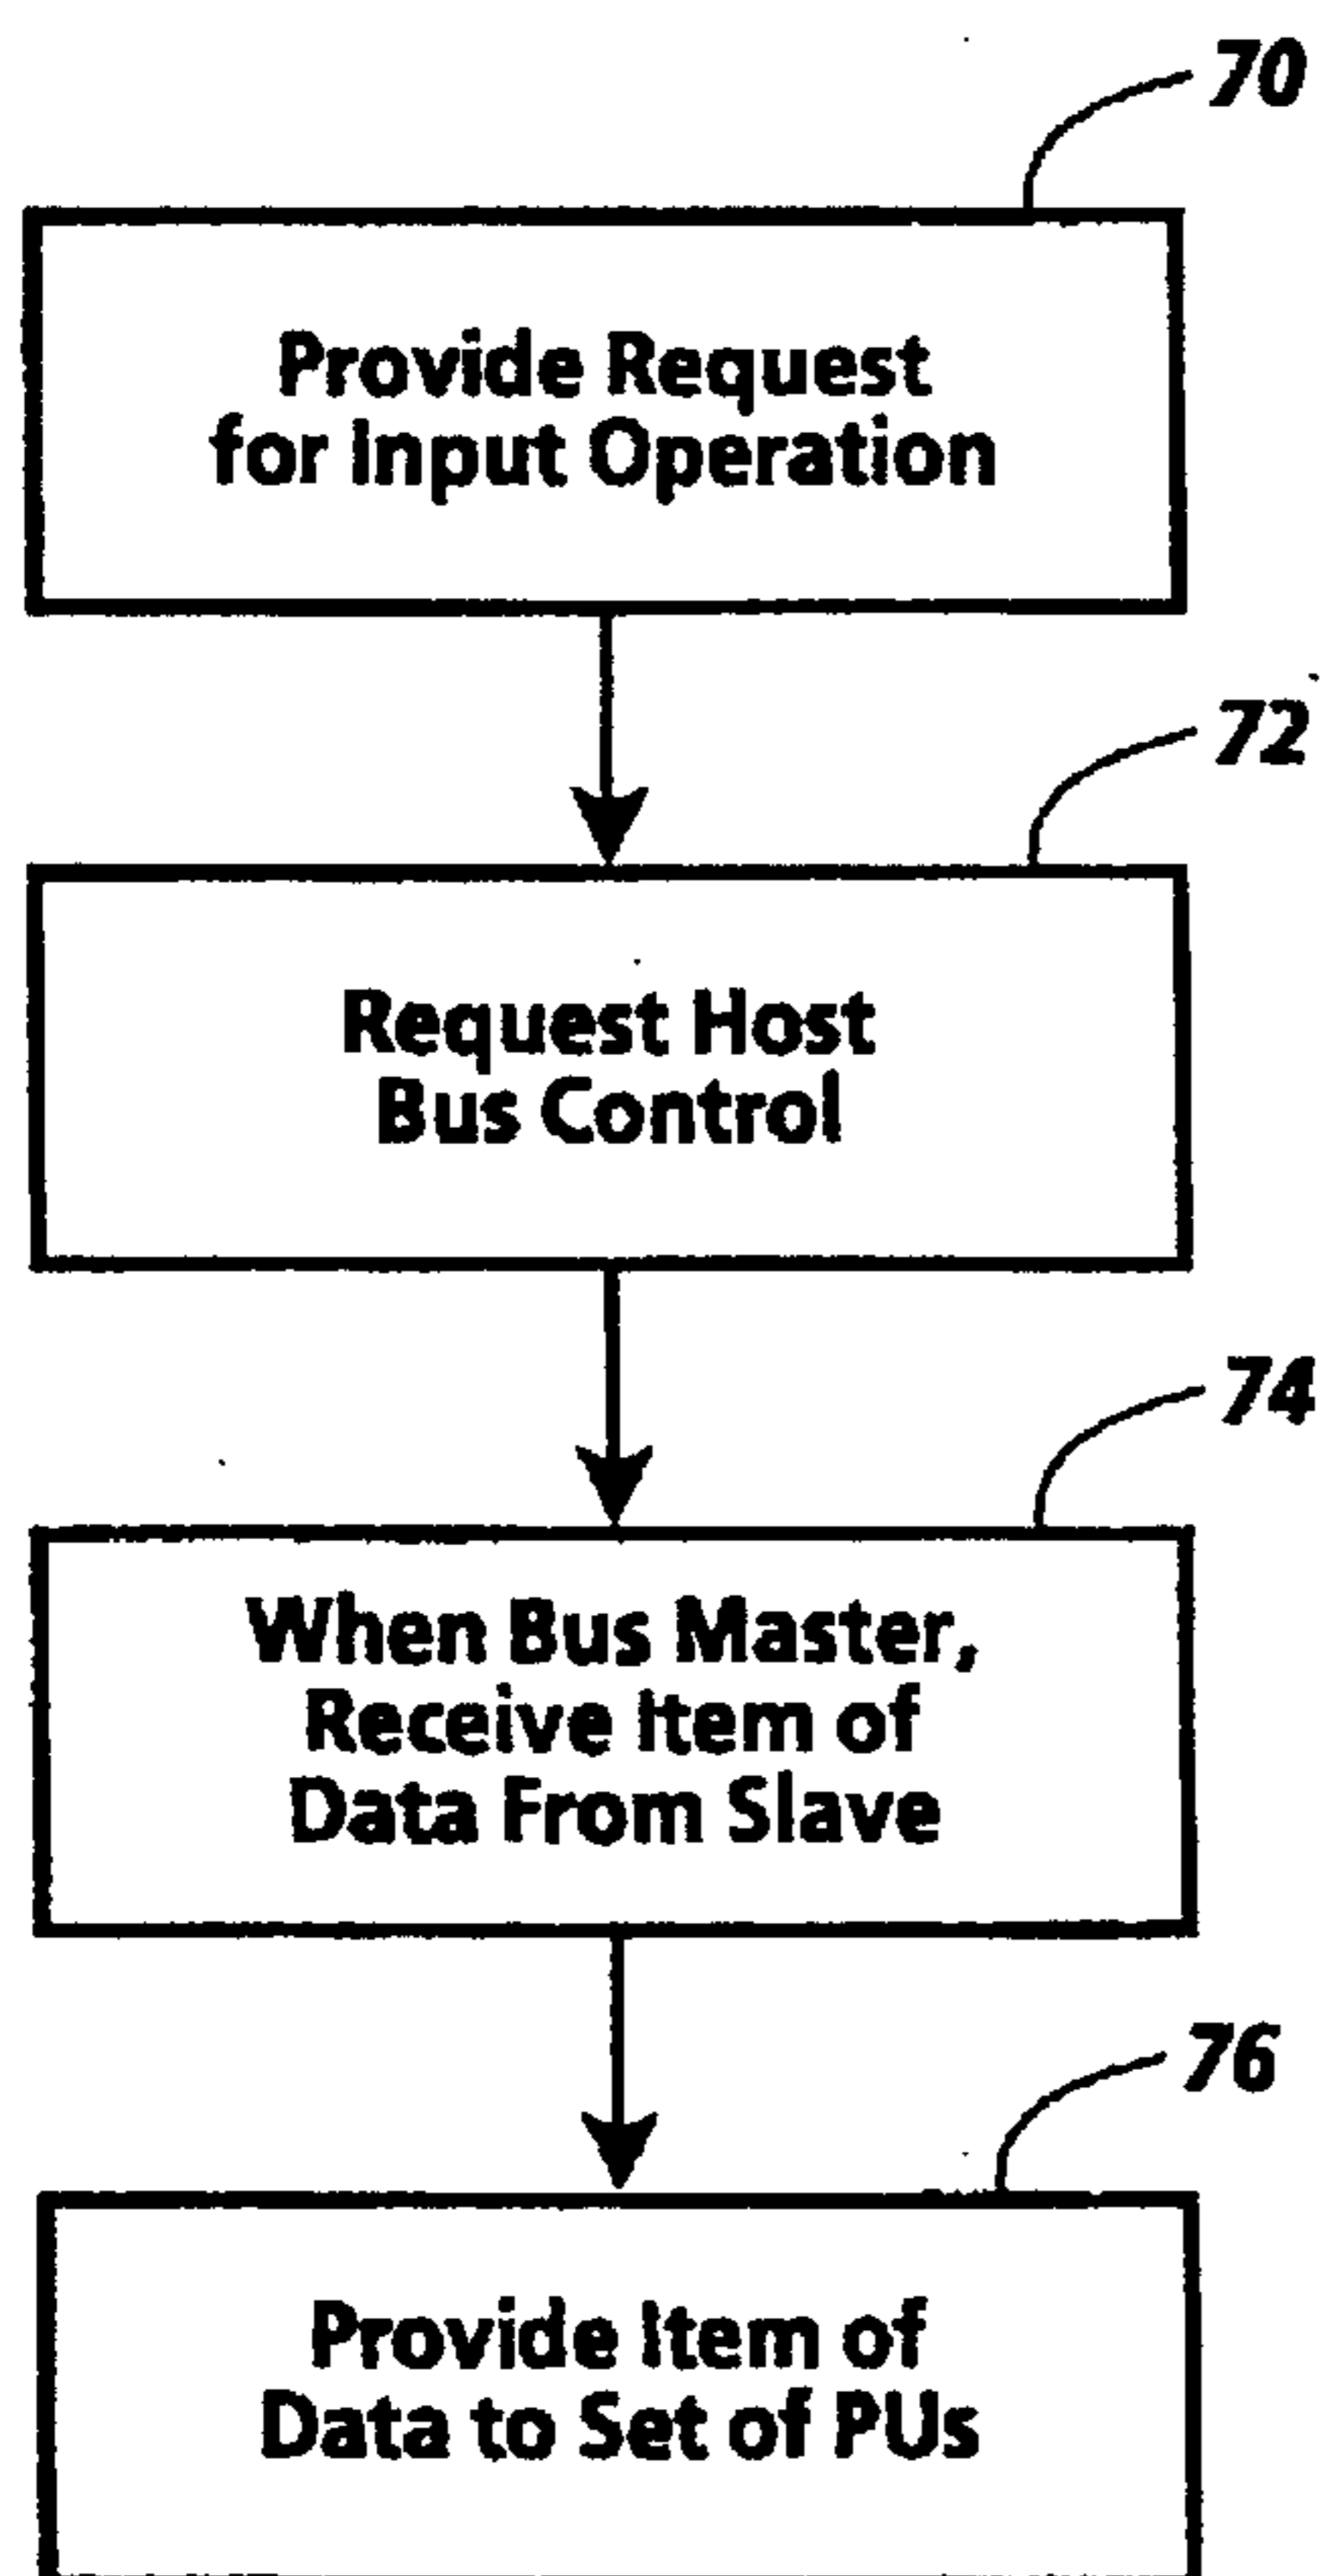 70
Provide Request
for Input Operation
72
Request Host
Bus Control
74
When Bus Master,
Receive Item of
Data From Slave
76
Provide Item of
Data to Set of PUs